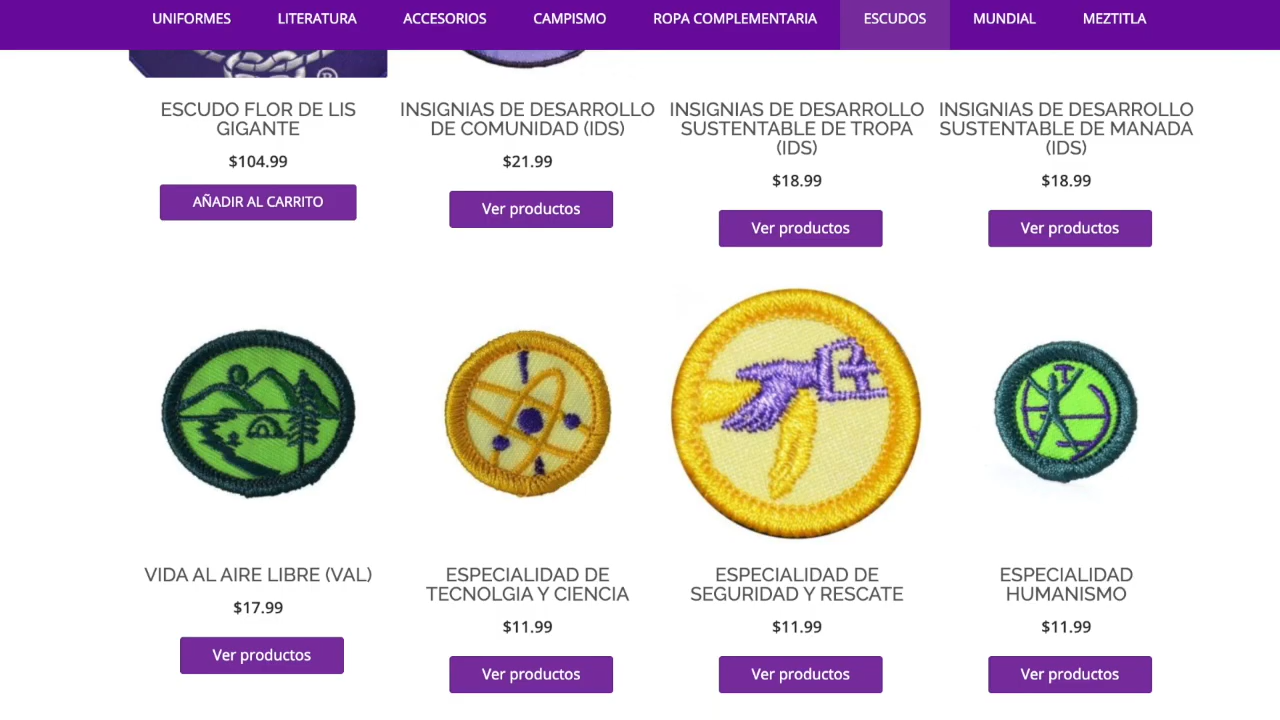 UNIFORMES LITERATURA ACCESORIOS CAMPISMO ROPA COMPLEMENTARIA ESCUDOS MUNDIAL MEZTITLA
®
ESCUDO FLOR DE LIS
GIGANTE
$104.99
AÑADIR AL CARRITO
INSIGNIAS DE DESARROLLO
DE COMUNIDAD (IDS)
$21.99
Ver productos
INSIGNIAS DE DESARROLLO
SUSTENTABLE DE TROPA
(IDS)
$18.99
Ver productos
INSIGNIAS DE DESARROLLO
SUSTENTABLE DE MANADA
(IDS)
$18.99
Ver productos
VIDA AL AIRE LIBRE (VAL)
$17.99
Ver productos
ESPECIALIDAD DE
TECNOLGIA Y CIENCIA
$11.99
Ver productos
ESPECIALIDAD DE
SEGURIDAD Y RESCATE
$11.99
Ver productos
ESPECIALIDAD
HUMANISMO
$11.99
Ver productos